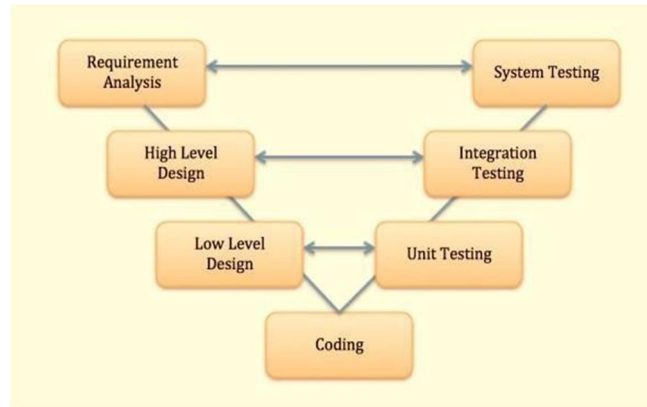 Requirement
Analysis
System Testing
High Level
Design
Integration
Testing
Low Level
Design
Unit Testing
Coding